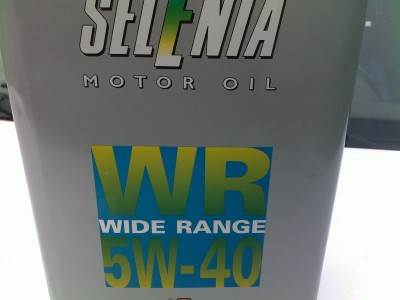 SELENIA
MOTOR OIL
WR
WIDE RANGE
5W-40